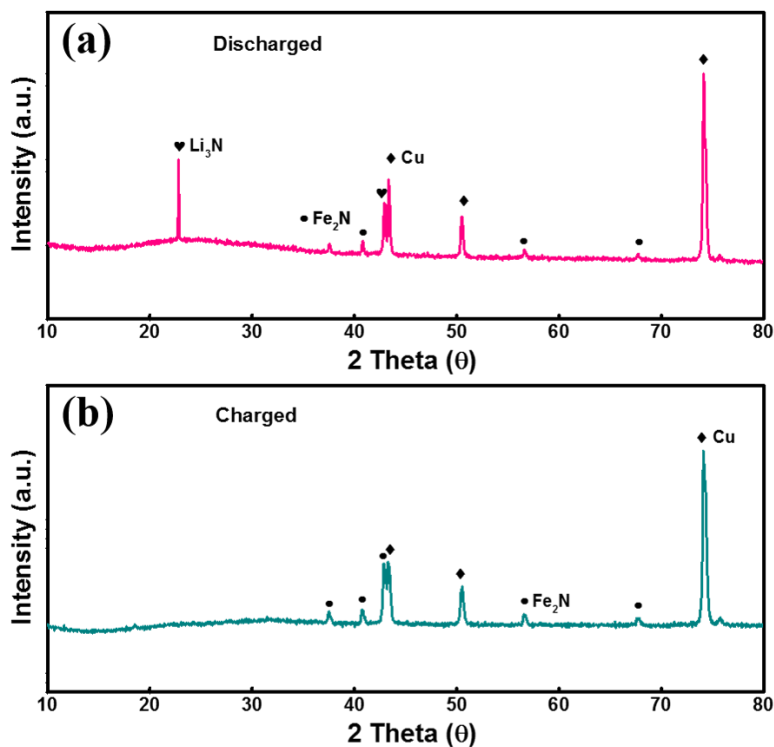 (a)
Discharged
♥ Li₃N
♦ Cu
• Fe₂N
Intensity (a.u.)
10 20 30 40 50 60 70 80
2 Theta (θ)
(b)
Charged
♦ Cu
• Fe₂N
Intensity (a.u.)
10 20 30 40 50 60 70 80
2 Theta (θ)